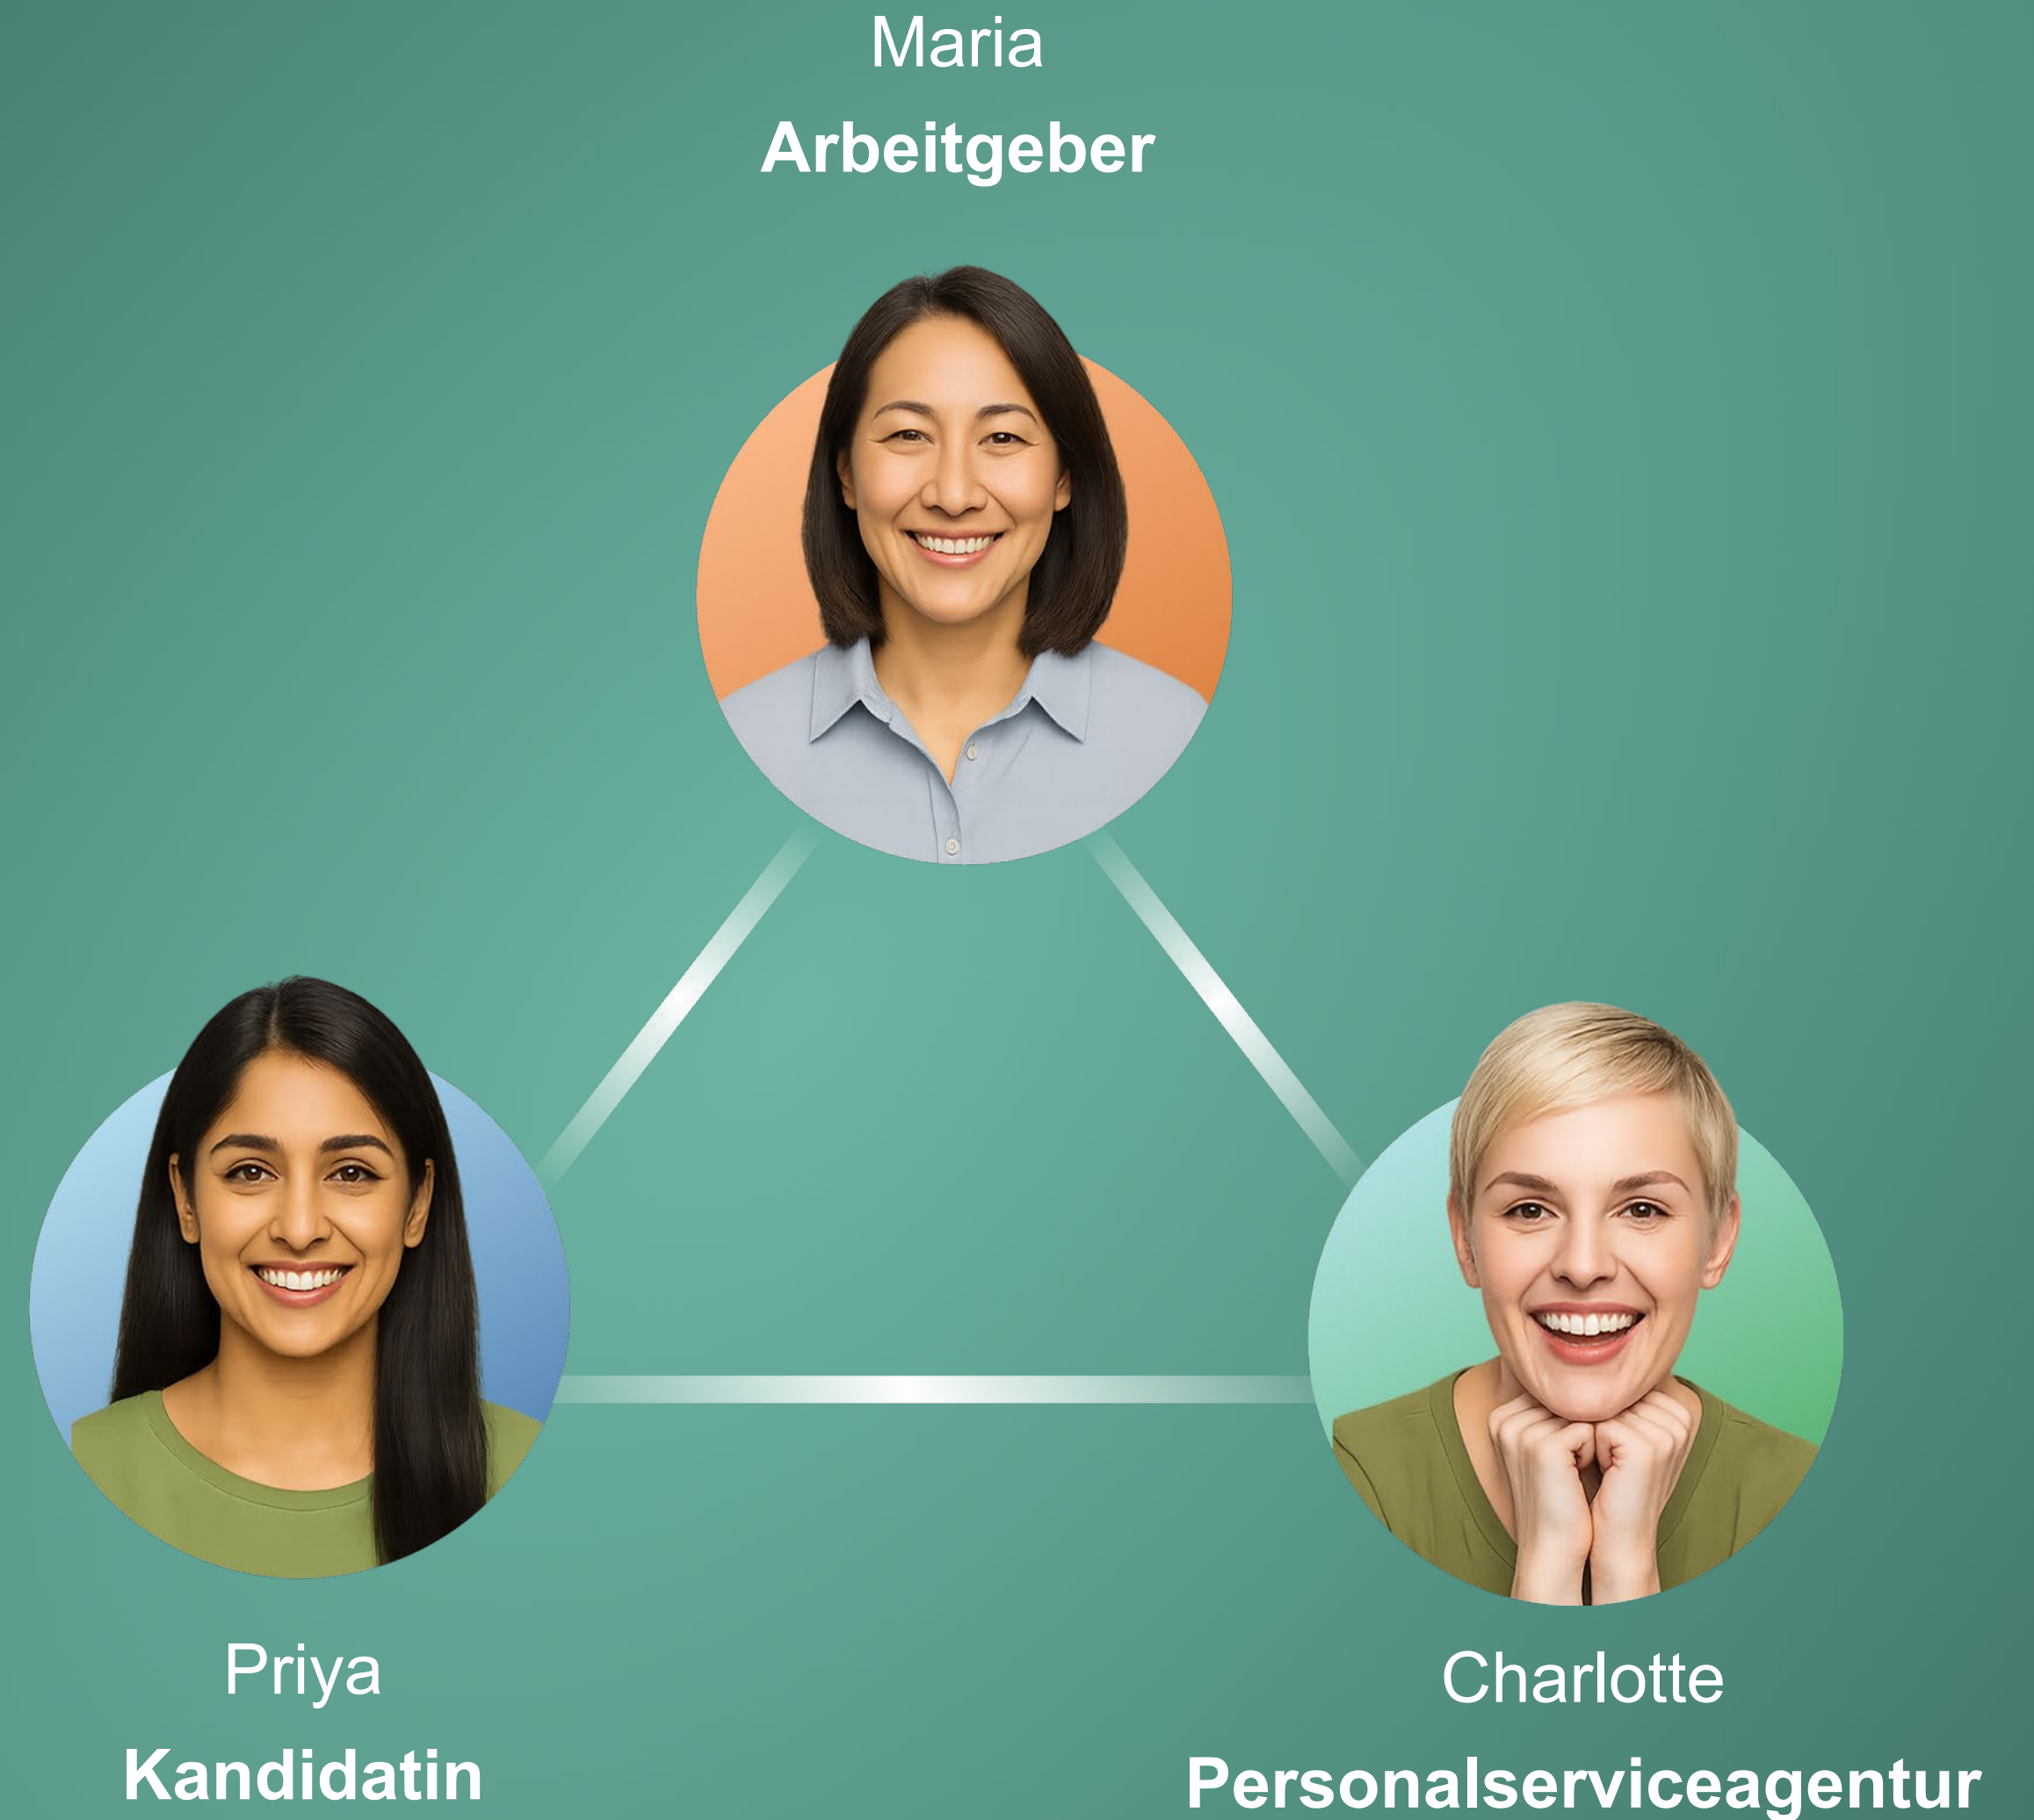 Maria
Arbeitgeber
Priya
Kandidatin
Charlotte
Personalserviceagentur